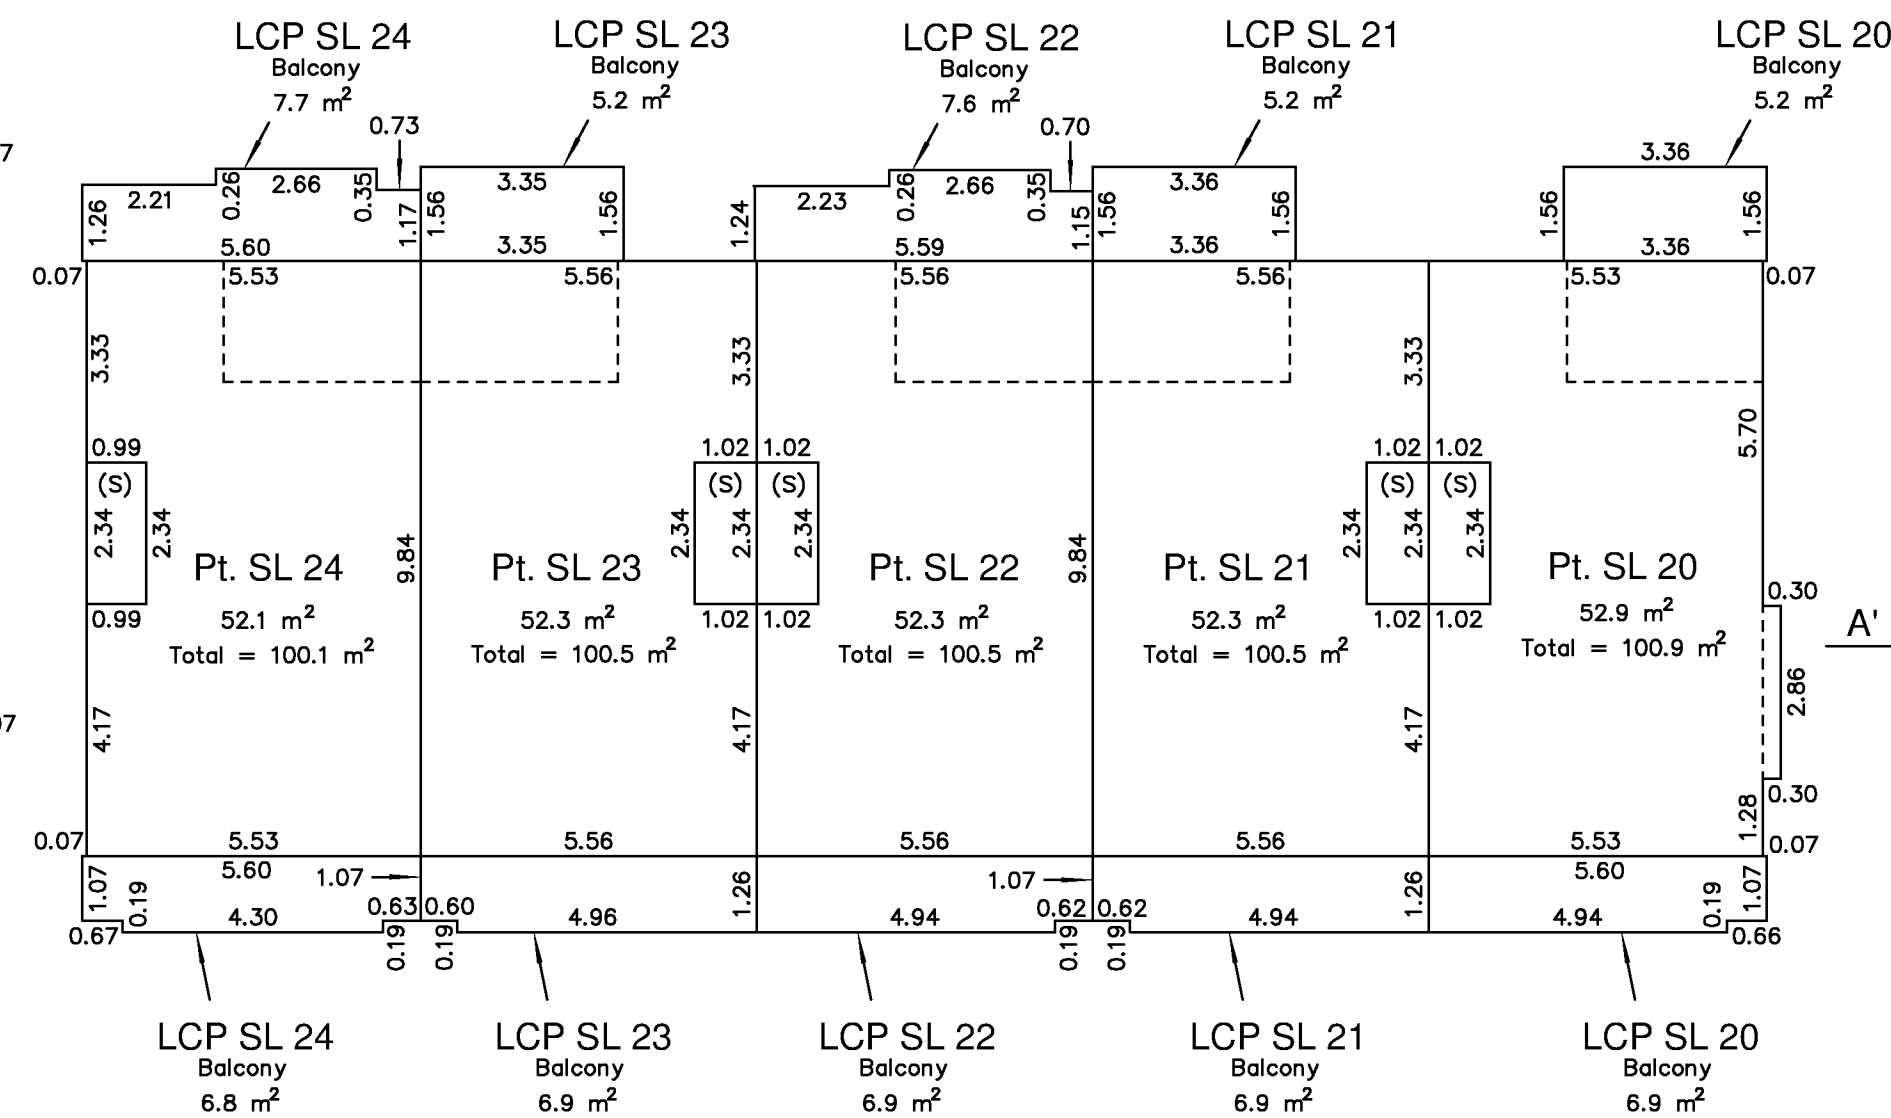 LCP SL 24
Balcony
7.7 m²
LCP SL 23
Balcony
5.2 m²
LCP SL 22
Balcony
7.6 m²
LCP SL 21
Balcony
5.2 m²
LCP SL 20
Balcony
5.2 m²
7
0.73
0.70
3.36
1.26
2.21
0.26
2.66
0.35
1.17
1.56
3.35
1.56
1.24
2.23
0.26
2.66
0.35
1.15
1.56
3.36
1.56
1.56
1.56
5.60
3.35
5.59
3.36
3.36
0.07
5.53
5.56
5.56
5.56
5.53
0.07
3.33
3.33
3.33
5.70
0.99
1.02
1.02
1.02
1.02
(S)
(S)
(S)
(S)
(S)
2.34
2.34
2.34
2.34
2.34
2.34
2.34
2.34
9.84
9.84
Pt. SL 24
52.1 m²
Total = 100.1 m²
Pt. SL 23
52.3 m²
Total = 100.5 m²
Pt. SL 22
52.3 m²
Total = 100.5 m²
Pt. SL 21
52.3 m²
Total = 100.5 m²
Pt. SL 20
52.9 m²
Total = 100.9 m²
0.99
1.02
1.02
1.02
1.02
0.30
A'
2.86
07
4.17
4.17
4.17
0.30
1.28
0.07
5.53
5.56
5.56
5.56
5.53
0.07
5.60
1.07
1.07
5.60
1.07
0.19
4.30
0.63
0.60
4.96
1.26
4.94
0.62
0.62
4.94
1.26
4.94
0.19
1.07
0.67
0.19
0.19
0.19
0.19
0.66
LCP SL 24
Balcony
6.8 m²
LCP SL 23
Balcony
6.9 m²
LCP SL 22
Balcony
6.9 m²
LCP SL 21
Balcony
6.9 m²
LCP SL 20
Balcony
6.9 m²